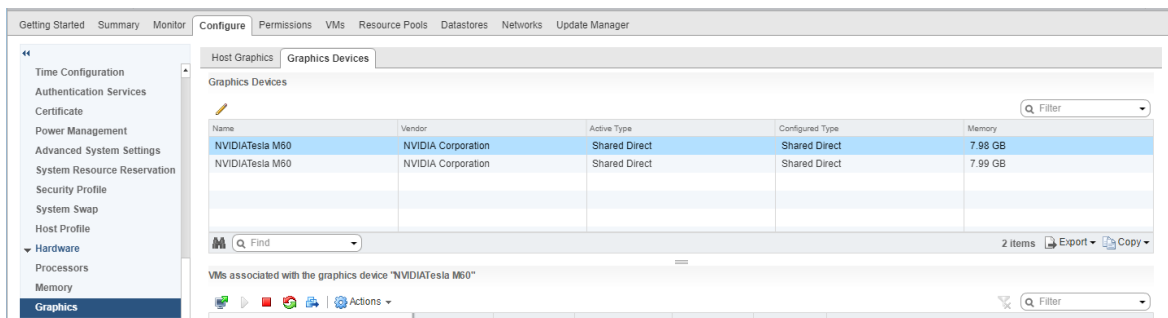 Getting Started Summary Monitor Configure Permissions VMs Resource Pools Datastores Networks Update Manager
Time Configuration
Authentication Services
Certificate
Power Management
Advanced System Settings
System Resource Reservation
Security Profile
System Swap
Host Profile
Hardware
Processors
Memory
Graphics
Host Graphics Graphics Devices
Graphics Devices
Filter
Name Vendor Active Type Configured Type Memory
NVIDIATesla M60 NVIDIA Corporation Shared Direct Shared Direct 7.98 GB
NVIDIATesla M60 NVIDIA Corporation Shared Direct Shared Direct 7.99 GB
Find 2 items Export Copy
VMs associated with the graphics device "NVIDIATesla M60"
Actions Filter